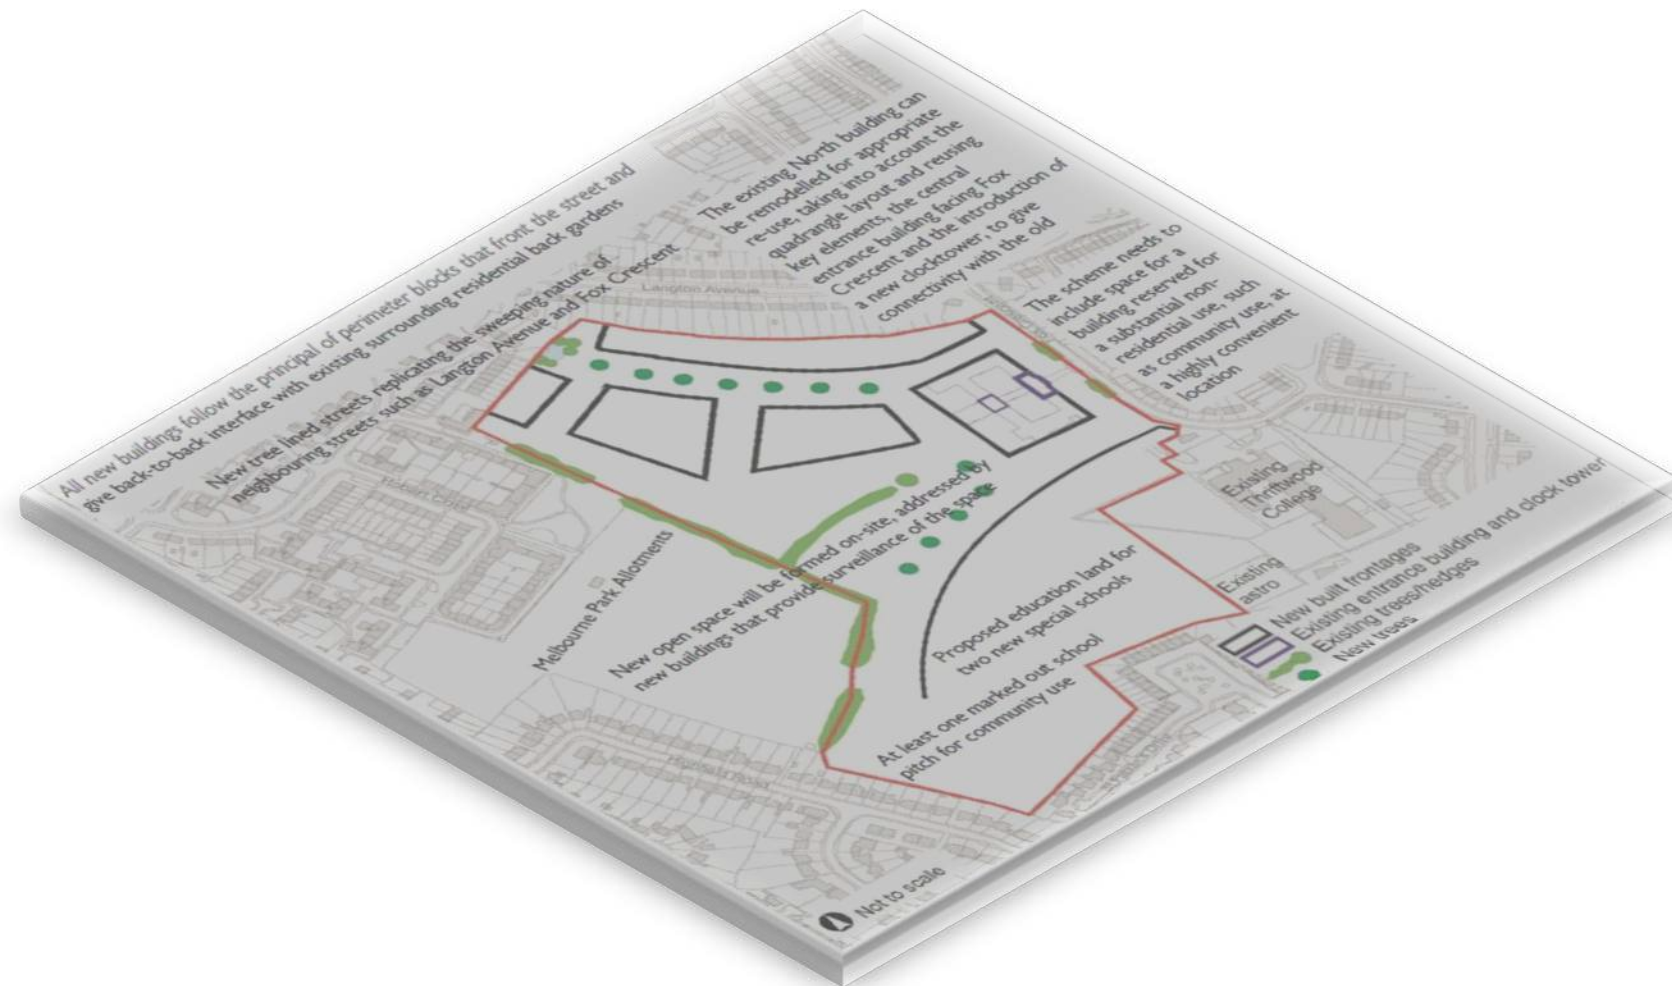 All new buildings follow the principal of perimeter blocks that front the street and
give back-to-back interface with existing surrounding residential back gardens
New tree lined streets replicating the sweeping nature of
neighbouring streets such as Langton Avenue and Fox Crescent
The existing North building can
be remodelled for appropriate
re-use, taking into account the
quadrangle layout and reusing
key elements, the central
entrance building facing Fox
Crescent and the introduction of
a new clocktower, to give
connectivity with the old
The scheme needs to
include space for a
building reserved for
a substantial non-
residential use, such
as community use, at
a highly convenient
location
Langton Avenue
Melbourne Park Allotments
New open space will be formed on-site, addressed by
new buildings that provide surveillance of the space
Existing
Thriftwood
College
Existing
astro
Proposed education land for
two new special schools
At least one marked out school
pitch for community use
New built frontages
Existing entrance building and clock tower
Existing trees/hedges
New trees
Not to scale